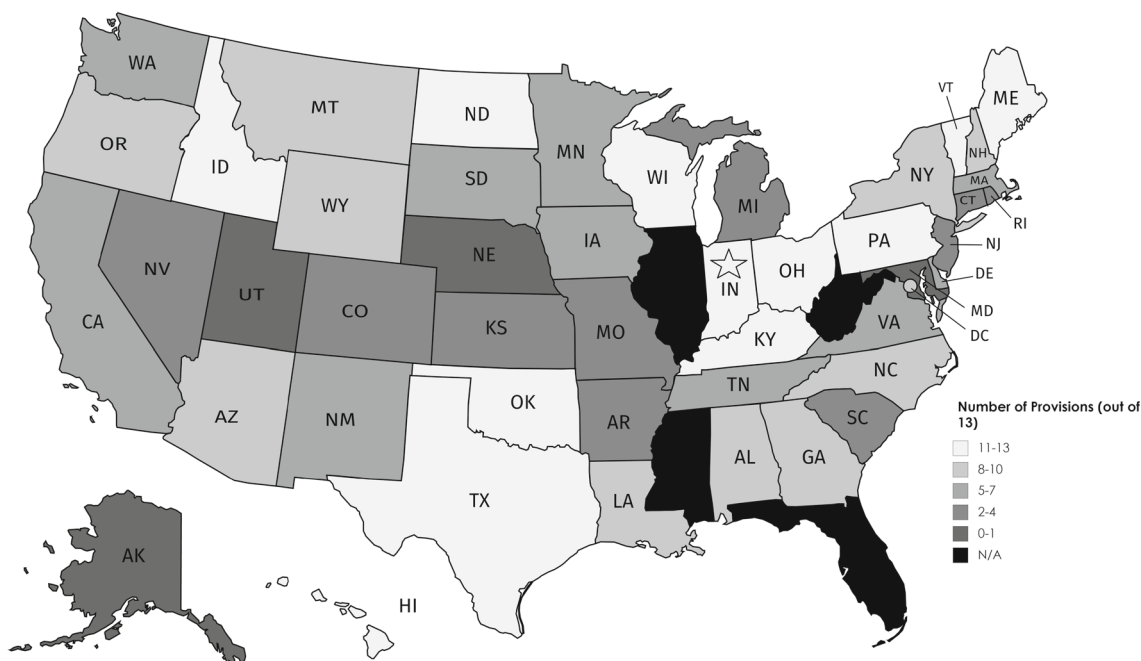 WA
MT
ND
MN
VT
ME
OR
ID
SD
WI
NH
NY
MA
WY
MI
CT
RI
NE
IA
PA
NJ
NV
UT
CO
IN
OH
DE
CA
KS
MO
KY
VA
MD
DC
TN
NC
AZ
NM
OK
AR
SC
AL
GA
TX
LA
AK
HI
Number of Provisions (out of
13)
11-13
8-10
5-7
2-4
0-1
N/A